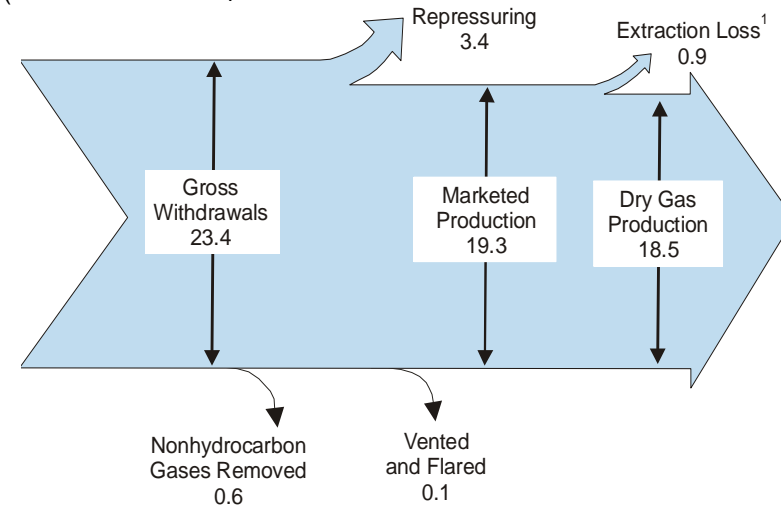 Repressuring
3.4
Extraction Loss¹
0.9
Gross
Withdrawals
23.4
Marketed
Production
19.3
Dry Gas
Production
18.5
Nonhydrocarbon
Gases Removed
0.6
Vented
and Flared
0.1